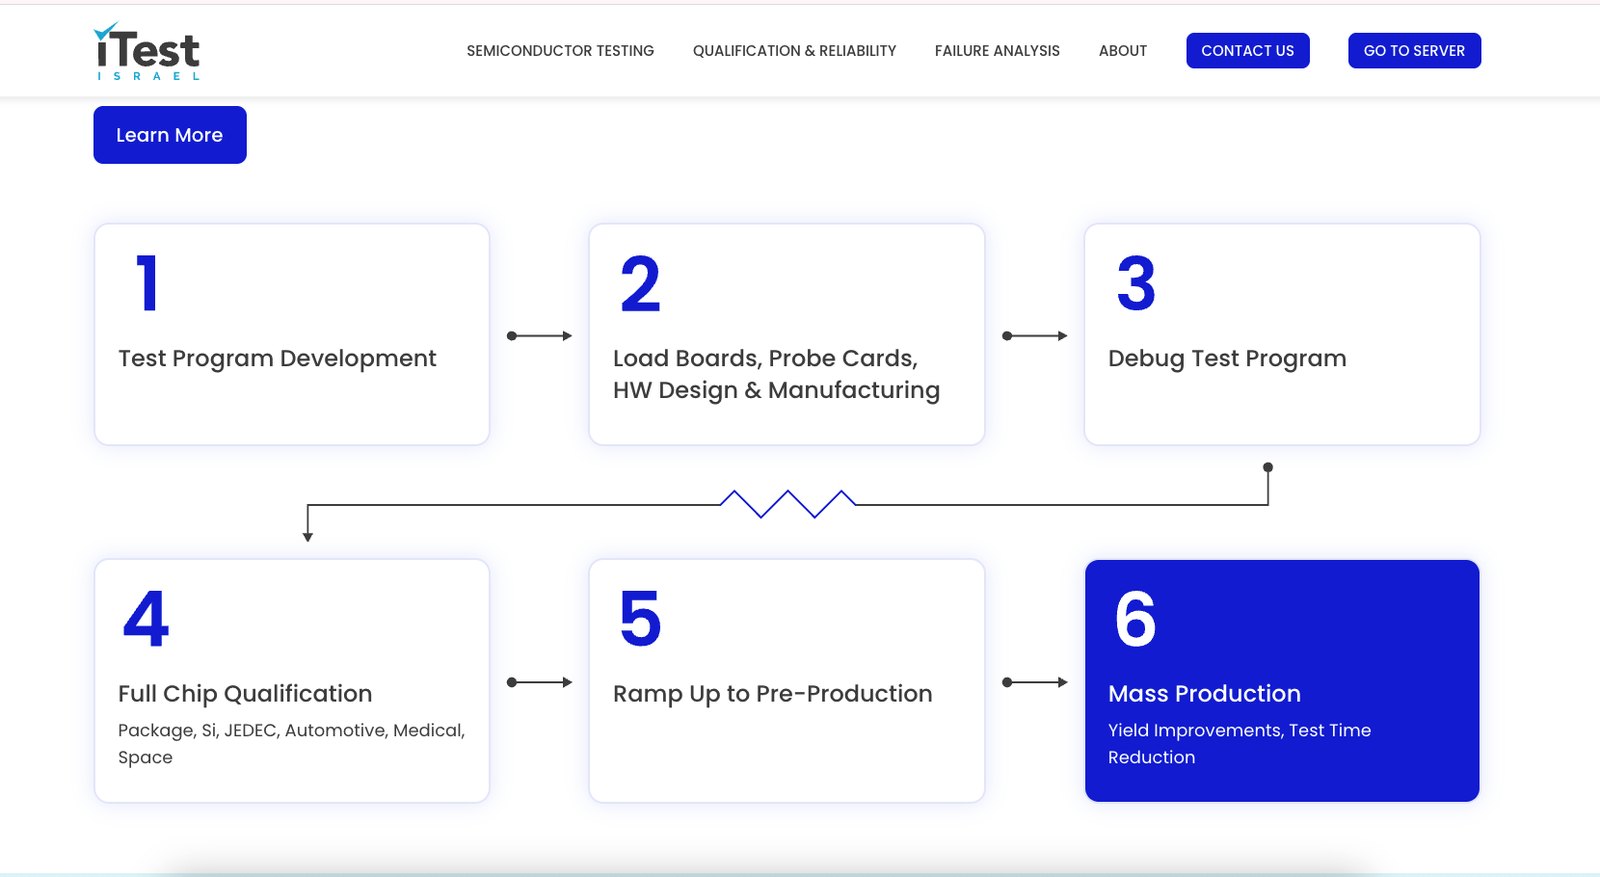 iTest
ISRAEL
SEMICONDUCTOR TESTING
QUALIFICATION & RELIABILITY
FAILURE ANALYSIS
ABOUT
CONTACT US
GO TO SERVER
Learn More
1
Test Program Development
2
Load Boards, Probe Cards,
HW Design & Manufacturing
3
Debug Test Program
4
Full Chip Qualification
Package, Si, JEDEC, Automotive, Medical,
Space
5
Ramp Up to Pre-Production
6
Mass Production
Yield Improvements, Test Time
Reduction